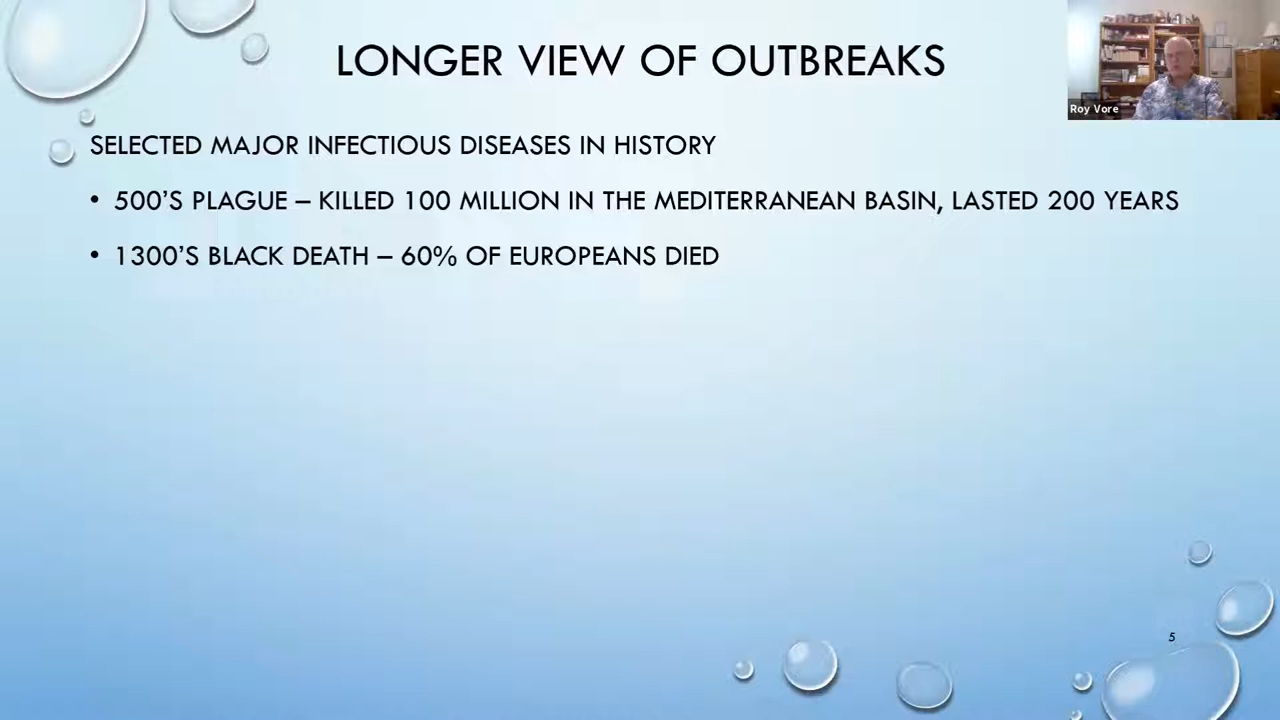 LONGER VIEW OF OUTBREAKS
Roy Vore
SELECTED MAJOR INFECTIOUS DISEASES IN HISTORY
• 500'S PLAGUE – KILLED 100 MILLION IN THE MEDITERRANEAN BASIN, LASTED 200 YEARS
• 1300'S BLACK DEATH – 60% OF EUROPEANS DIED
5